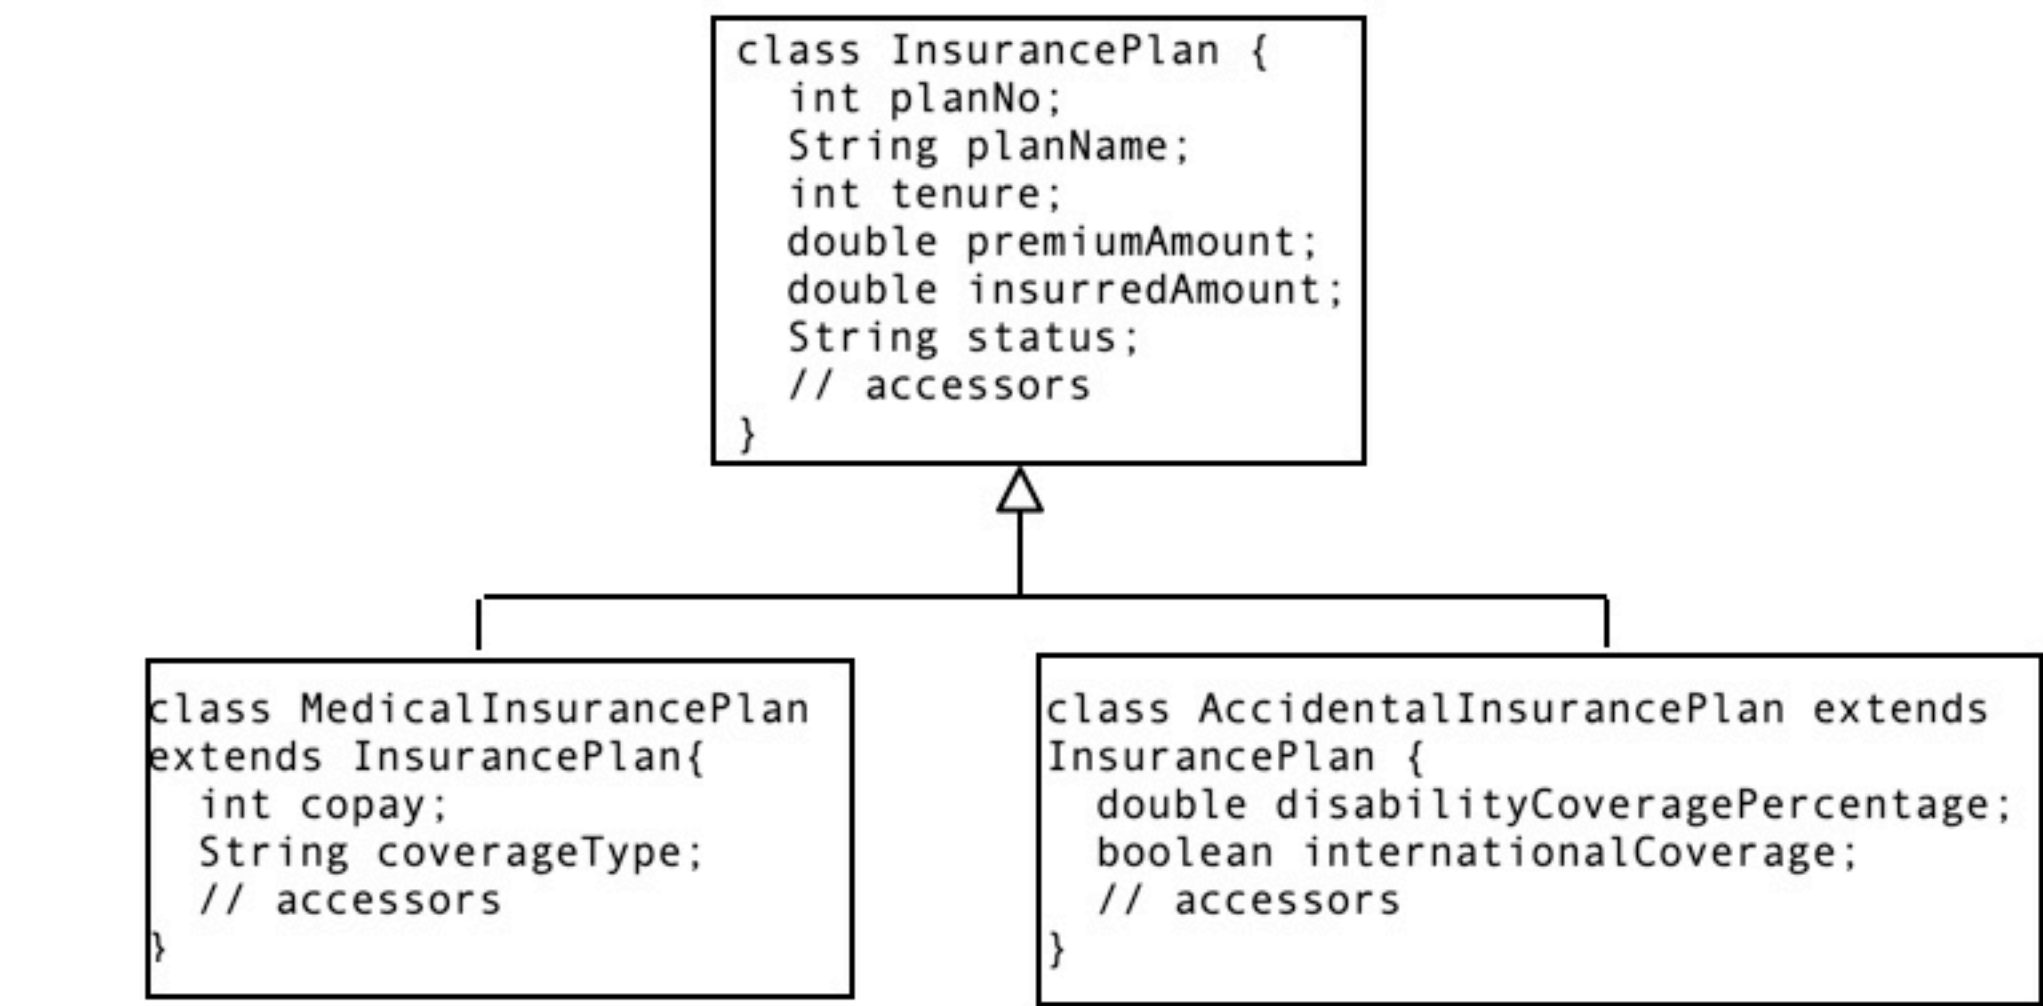 class InsurancePlan {
int planNo;
String planName;
int tenure;
double premiumAmount;
double insurredAmount;
String status;
// accessors
}
class MedicalInsurancePlan
extends InsurancePlan{
int copay;
String coverageType;
// accessors
}
class AccidentalInsurancePlan extends
InsurancePlan {
double disabilityCoveragePercentage;
boolean internationalCoverage;
// accessors
}